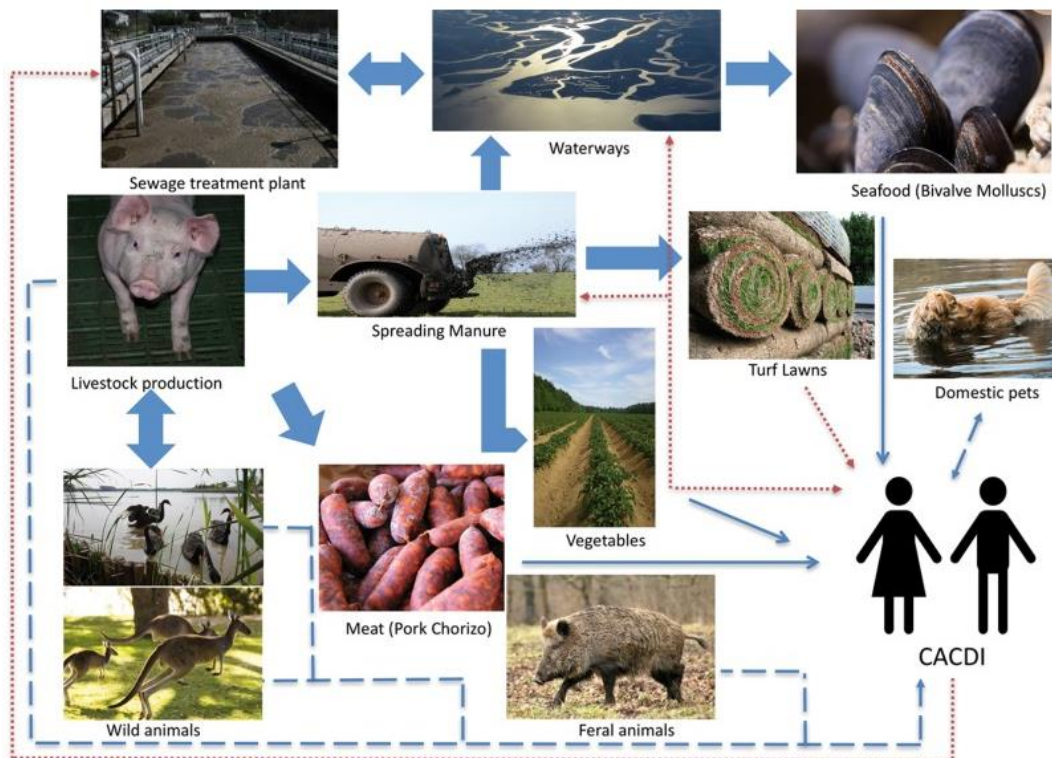 Sewage treatment plant
Waterways
Seafood (Bivalve Molluscs)
Livestock production
Spreading Manure
Turf Lawns
Domestic pets
Vegetables
Meat (Pork Chorizo)
CACDI
Wild animals
Feral animals